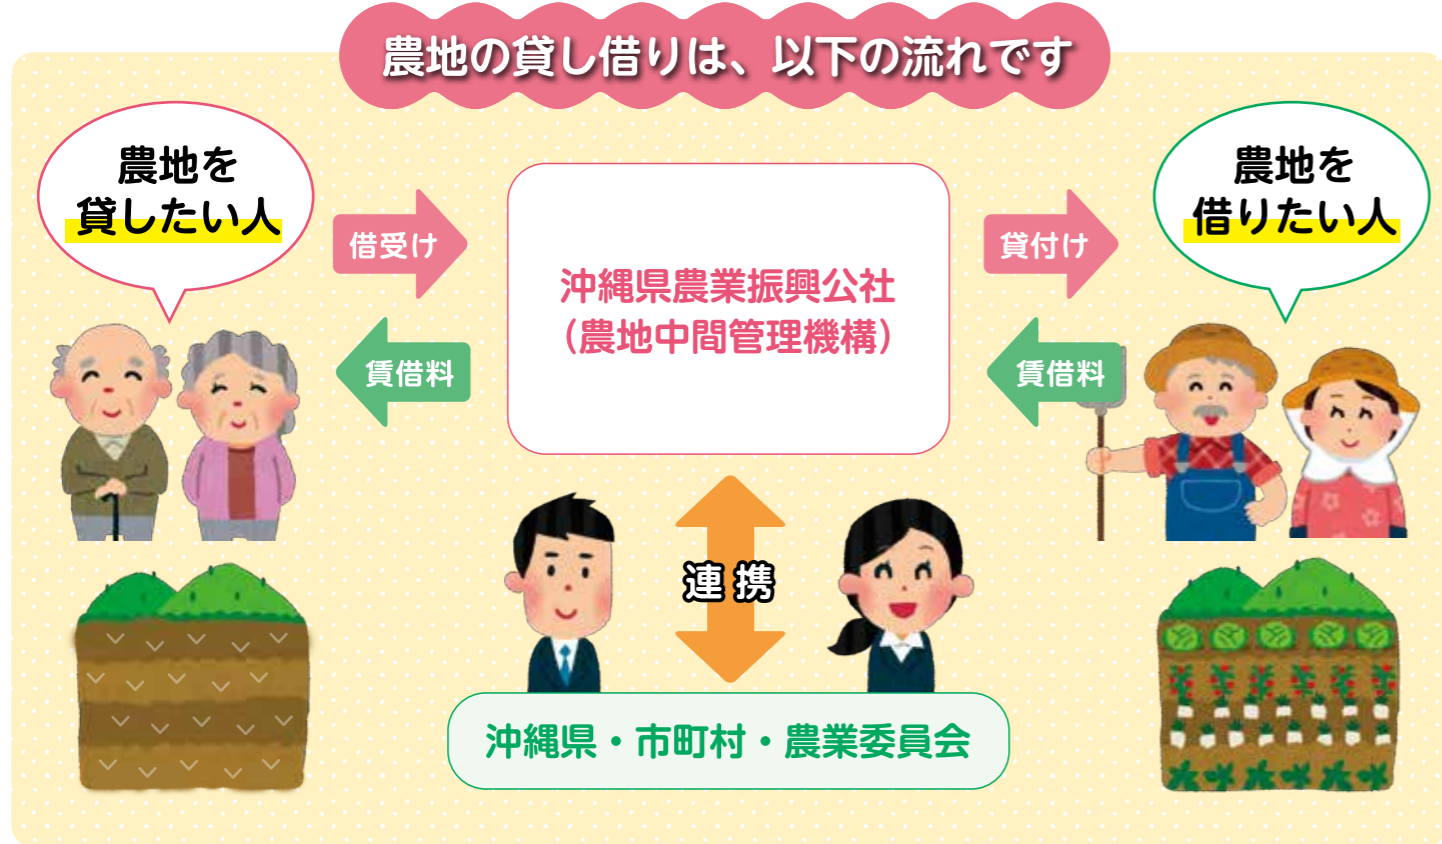 農地の貸し借りは、以下の流れです
農地を
貸したい人
借受け
賃借料
沖縄県農業振興公社
（農地中間管理機構）
貸付け
賃借料
農地を
借りたい人
連携
沖縄県・市町村・農業委員会